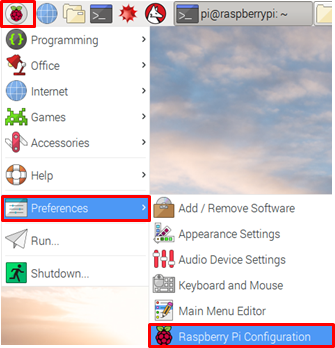 pi@raspberrypi: ~
Programming
Office
Internet
Games
Accessories
Help
Preferences
Run...
Shutdown...
Add / Remove Software
Appearance Settings
Audio Device Settings
Keyboard and Mouse
Main Menu Editor
Raspberry Pi Configuration